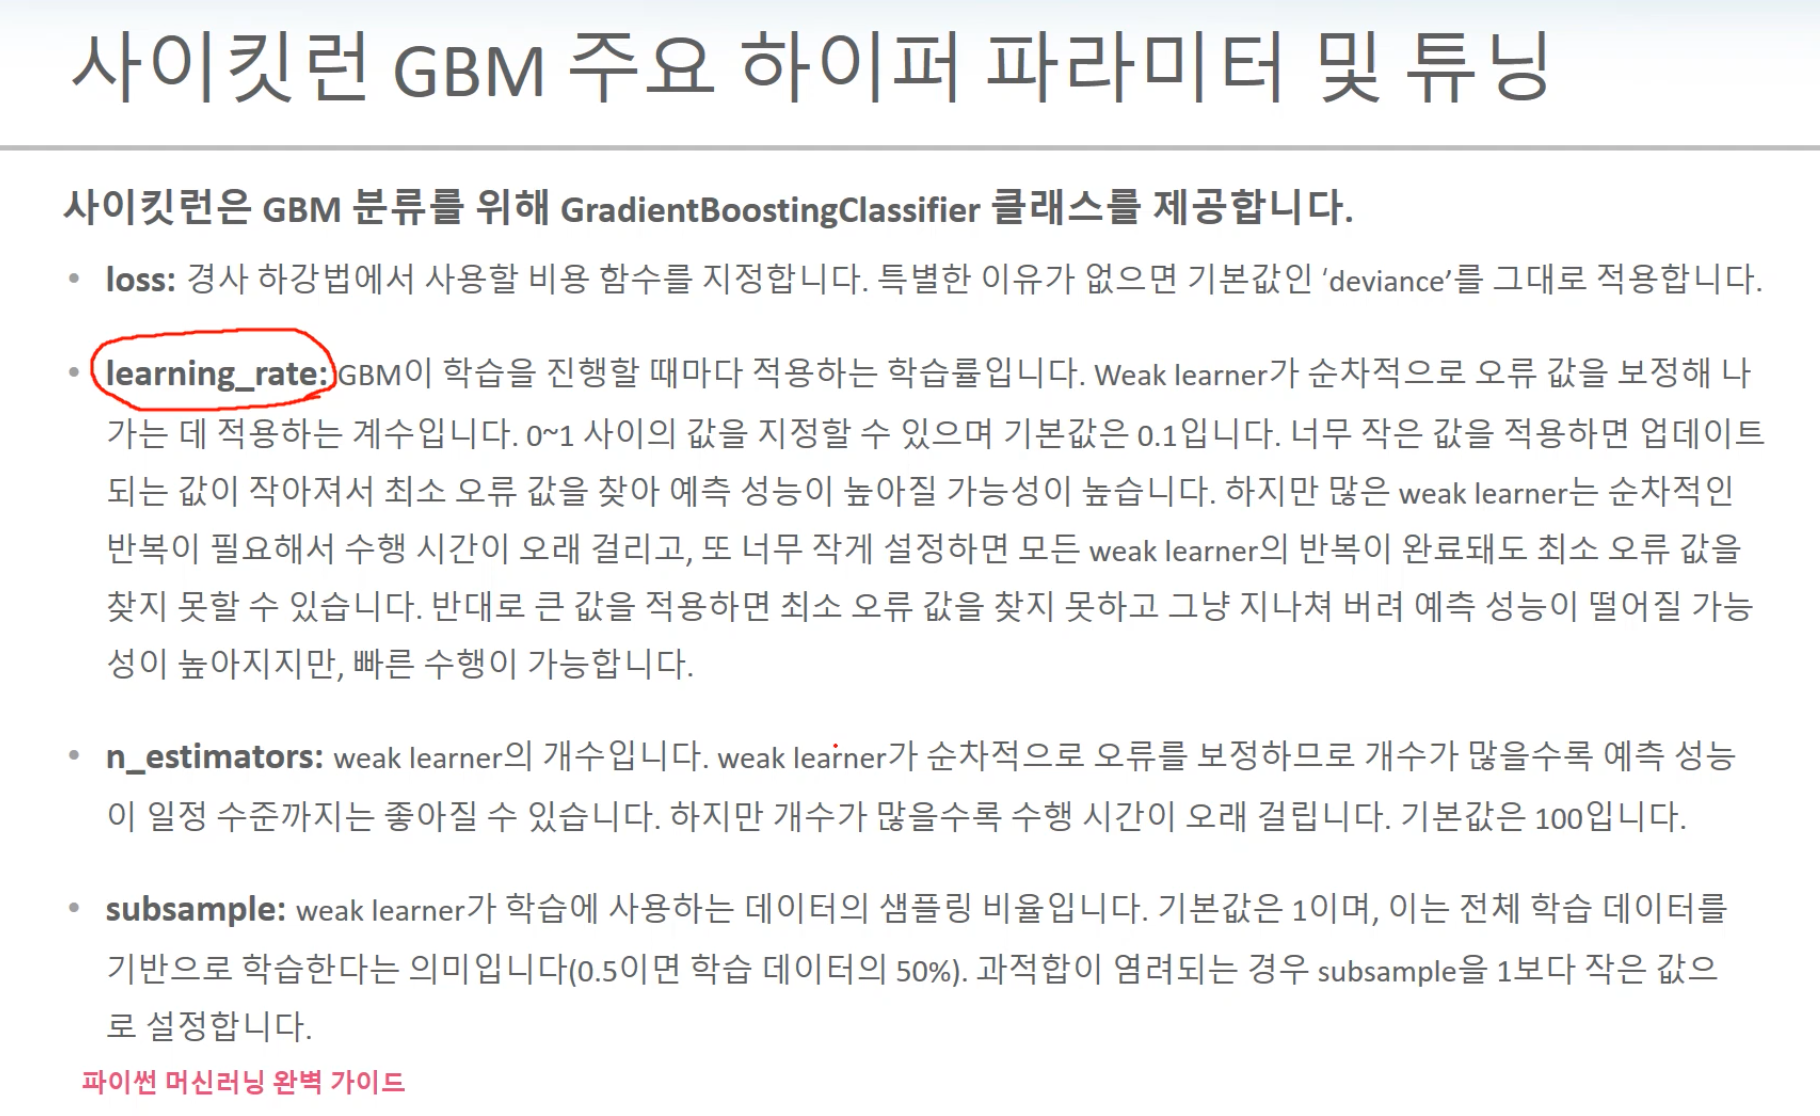 사이킷런 GBM 주요 하이퍼 파라미터 및 튜닝
사이킷런은 GBM 분류를 위해 GradientBoostingClassifier 클래스를 제공합니다.
• loss: 경사 하강법에서 사용할 비용 함수를 지정합니다. 특별한 이유가 없으면 기본값인 ‘deviance’를 그대로 적용합니다.
• learning_rate: GBM이 학습을 진행할 때마다 적용하는 학습률입니다. Weak learner가 순차적으로 오류 값을 보정해 나
가는 데 적용하는 계수입니다. 0~1 사이의 값을 지정할 수 있으며 기본값은 0.1입니다. 너무 작은 값을 적용하면 업데이트
되는 값이 작아져서 최소 오류 값을 찾아 예측 성능이 높아질 가능성이 높습니다. 하지만 많은 weak learner는 순차적인
반복이 필요해서 수행 시간이 오래 걸리고, 또 너무 작게 설정하면 모든 weak learner의 반복이 완료돼도 최소 오류 값을
찾지 못할 수 있습니다. 반대로 큰 값을 적용하면 최소 오류 값을 찾지 못하고 그냥 지나쳐 버려 예측 성능이 떨어질 가능
성이 높아지지만, 빠른 수행이 가능합니다.
• n_estimators: weak learner의 개수입니다. weak learner가 순차적으로 오류를 보정하므로 개수가 많을수록 예측 성능
이 일정 수준까지는 좋아질 수 있습니다. 하지만 개수가 많을수록 수행 시간이 오래 걸립니다. 기본값은 100입니다.
• subsample: weak learner가 학습에 사용하는 데이터의 샘플링 비율입니다. 기본값은 1이며, 이는 전체 학습 데이터를
기반으로 학습한다는 의미입니다(0.5이면 학습 데이터의 50%). 과적합이 염려되는 경우 subsample을 1보다 작은 값으
로 설정합니다.
파이썬 머신러닝 완벽 가이드